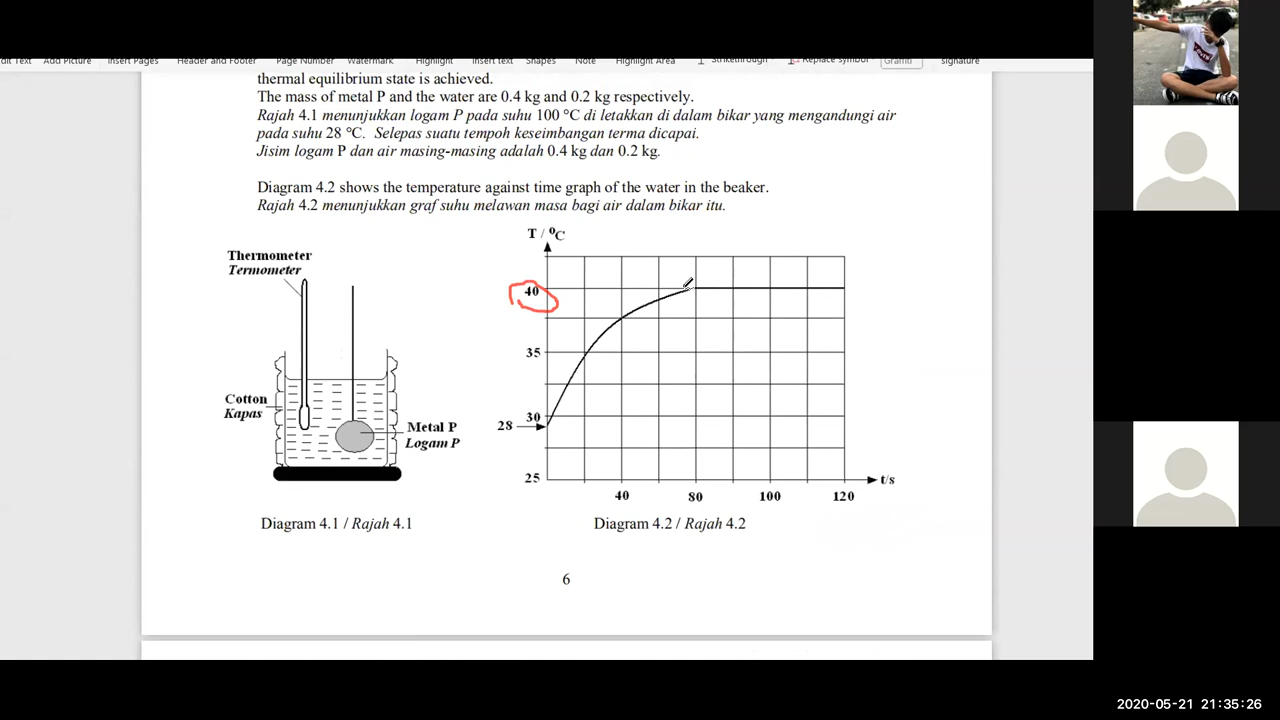 dit Text Add Picture Insert Pages Header and Footer Watermark Highlight Insert text Shapes Note Highlight Area Strikethrough Replace symbol Graffiti signature
thermal equilibrium state is achieved.
The mass of metal P and the water are 0.4 kg and 0.2 kg respectively.
Rajah 4.1 menunjukkan logam P pada suhu 100 °C di letakkan di dalam bikar yang mengandungi air
pada suhu 28 °C. Selepas suatu tempoh keseimbangan terma dicapai.
Jisim logam P dan air masing-masing adalah 0.4 kg dan 0.2 kg.
Diagram 4.2 shows the temperature against time graph of the water in the beaker.
Rajah 4.2 menunjukkan graf suhu melawan masa bagi air dalam bikar itu.
Thermometer
Termometer
Cotton
Kapas
Metal P
Logam P
Diagram 4.1 / Rajah 4.1
T / ⁰C
40
35
30
28
25
40 80 100 120
t/s
Diagram 4.2 / Rajah 4.2
6
2020-05-21 21:35:26